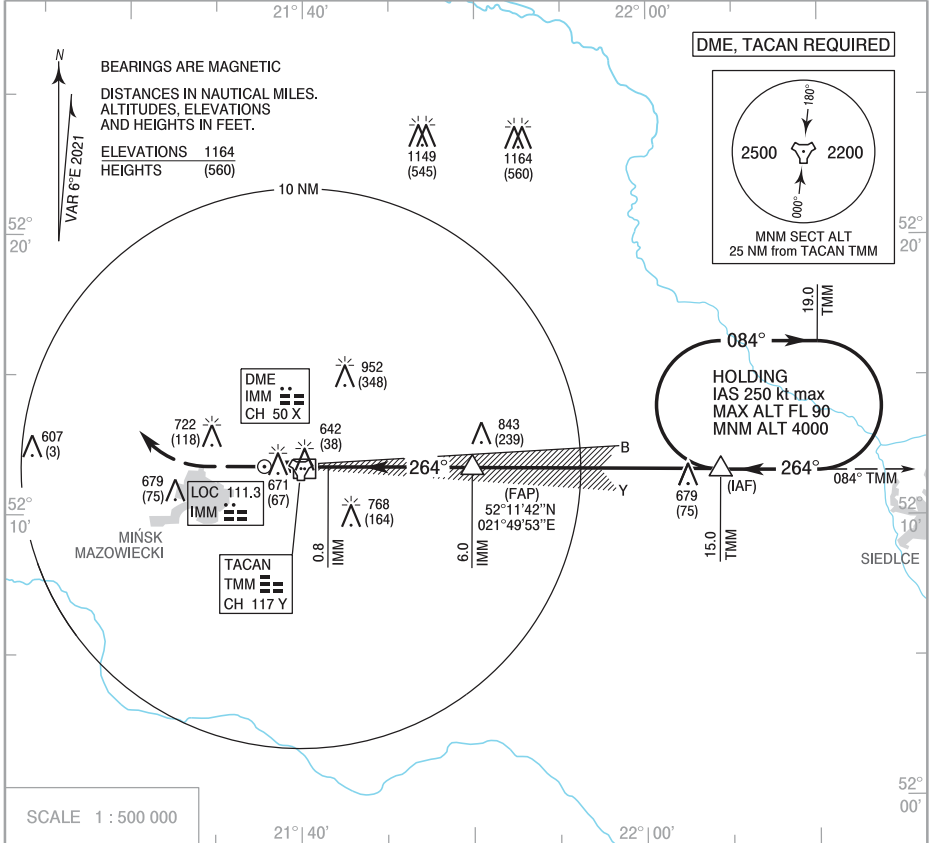 21°40'
22°00'
N
VAR 6°E 2021
BEARINGS ARE MAGNETIC
DISTANCES IN NAUTICAL MILES.
ALTITUDES, ELEVATIONS
AND HEIGHTS IN FEET.
ELEVATIONS 1164
HEIGHTS (560)
DME, TACAN REQUIRED
180°
2500
2200
000°
MNM SECT ALT
25 NM from TACAN TMM
1149
(545)
1164
(560)
10 NM
52°
20'
52°
20'
19.0
TMM
084°
HOLDING
IAS 250 kt max
MAX ALT FL 90
MNM ALT 4000
264°
084° TMM
(IAF)
679
(75)
15.0
TMM
SIEDLCE
952
(348)
DME
IMM
CH 50 X
722
(118)
642
(38)
843
(239)
607
(3)
B
264°
Y
671
(67)
679
(75)
LOC 111.3
IMM
768
(164)
(FAP)
52°11'42"N
021°49'53"E
52°
10'
52°
10'
MIŃSK
MAZOWIECKI
0.8
IMM
6.0
IMM
TACAN
TMM
CH 117 Y
52°
00'
SCALE 1 : 500 000
21°40'
22°00'